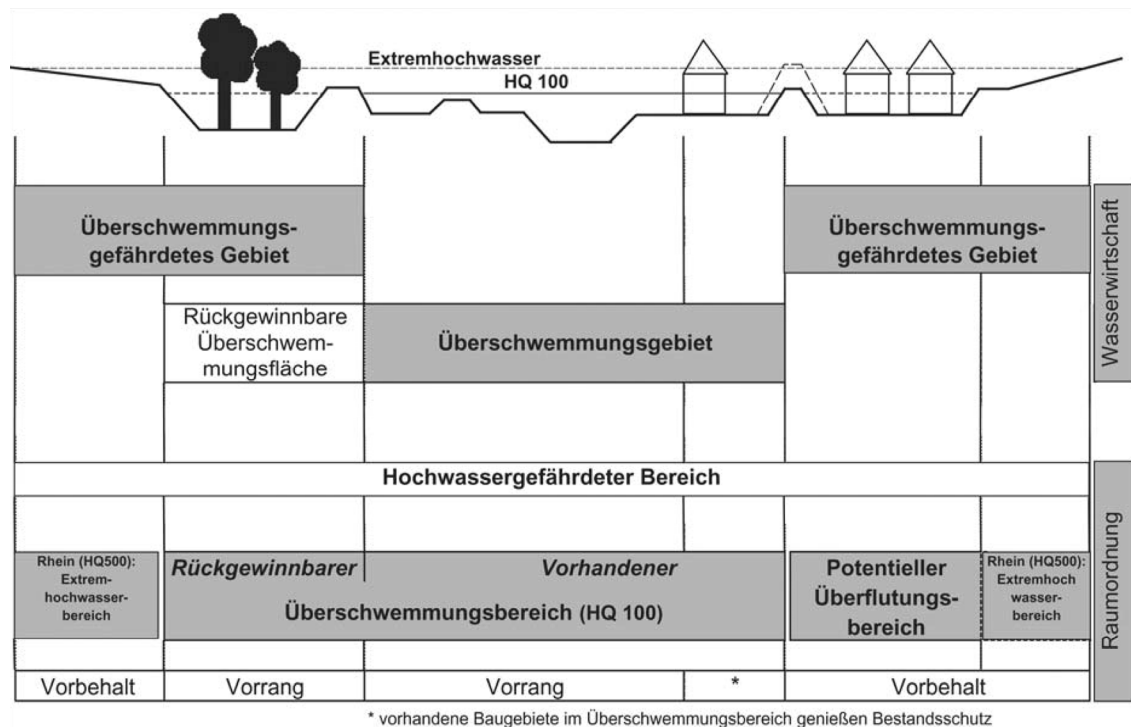 Extremhochwasser
HQ 100
Überschwemmungs-
gefährdetes Gebiet
Überschwemmungs-
gefährdetes Gebiet
Wasserwirtschaft
Rückgewinnbare
Überschwem-
mungsfläche
Überschwemmungsgebiet
Hochwassergefährdeter Bereich
Raumordnung
Rhein (HQ500):
Extrem-
hochwasser-
bereich
Rückgewinnbarer
Vorhandener
Überschwemmungsbereich (HQ 100)
Potentieller
Überflutungs-
bereich
Rhein (HQ500):
Extremhoch
wasser-
bereich
Vorbehalt
Vorrang
Vorrang
*
Vorbehalt
* vorhandene Baugebiete im Überschwemmungsbereich genießen Bestandsschutz